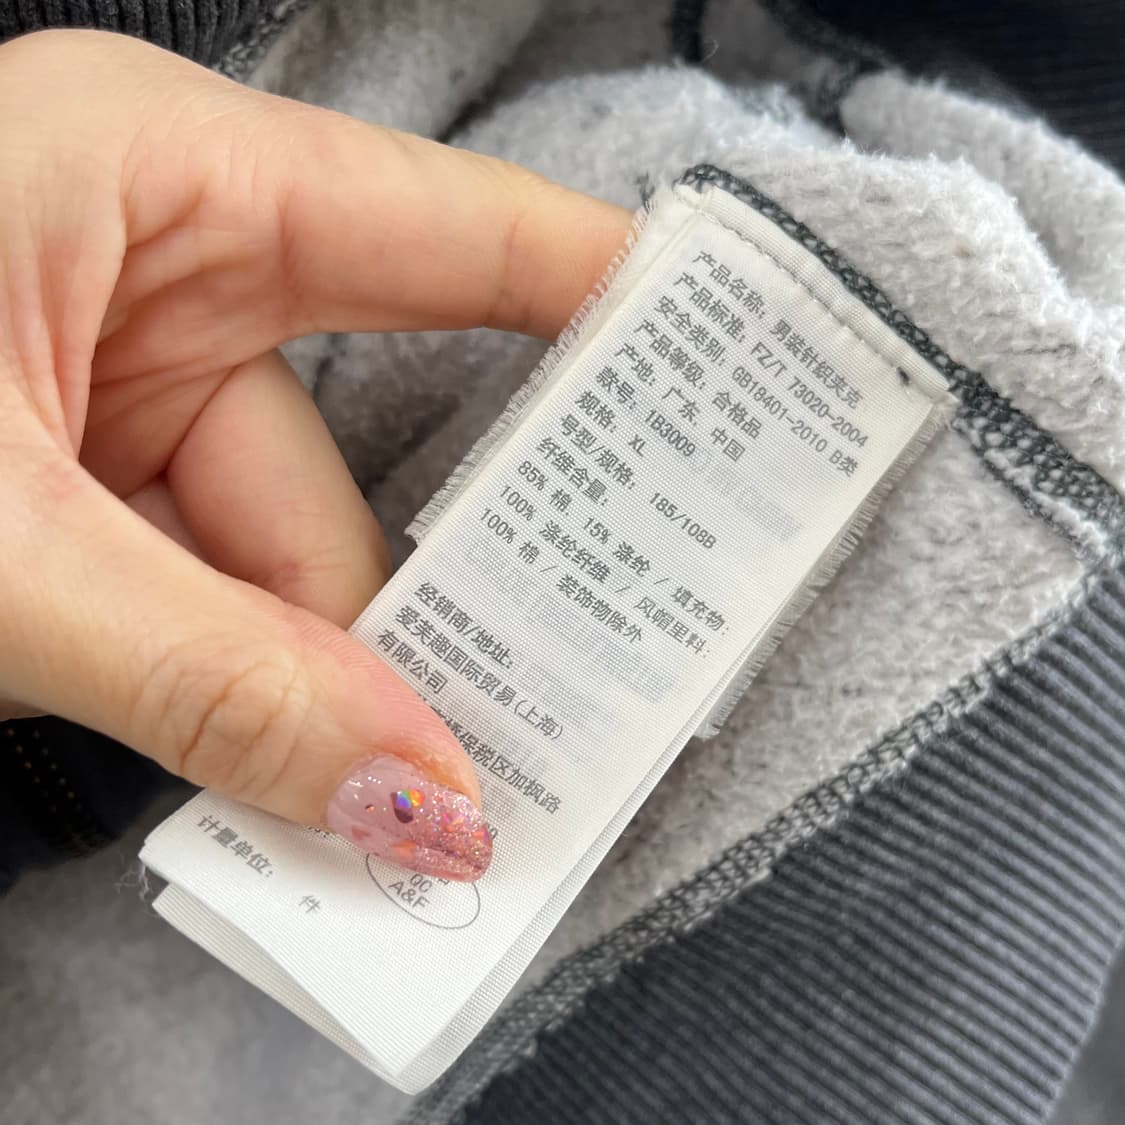 产品名称: 男装针织夹克
产品标准: FZ/T 73020-2004
安全类别: GB18401-2010 B类
产品等级: 合格品
产地: 广东, 中国
款号: 1B3009
规格: XL
号型/规格: 185/108B
纤维含量:
85% 棉, 15% 涤纶 / 填充物:
100% 涤纶纤维 / 风帽里料:
100% 棉 / 装饰物除外
经销商/地址:
爱芙趣国际贸易(上海)
有限公司
保税区加枫路
QC
A&F
计量单位: 件